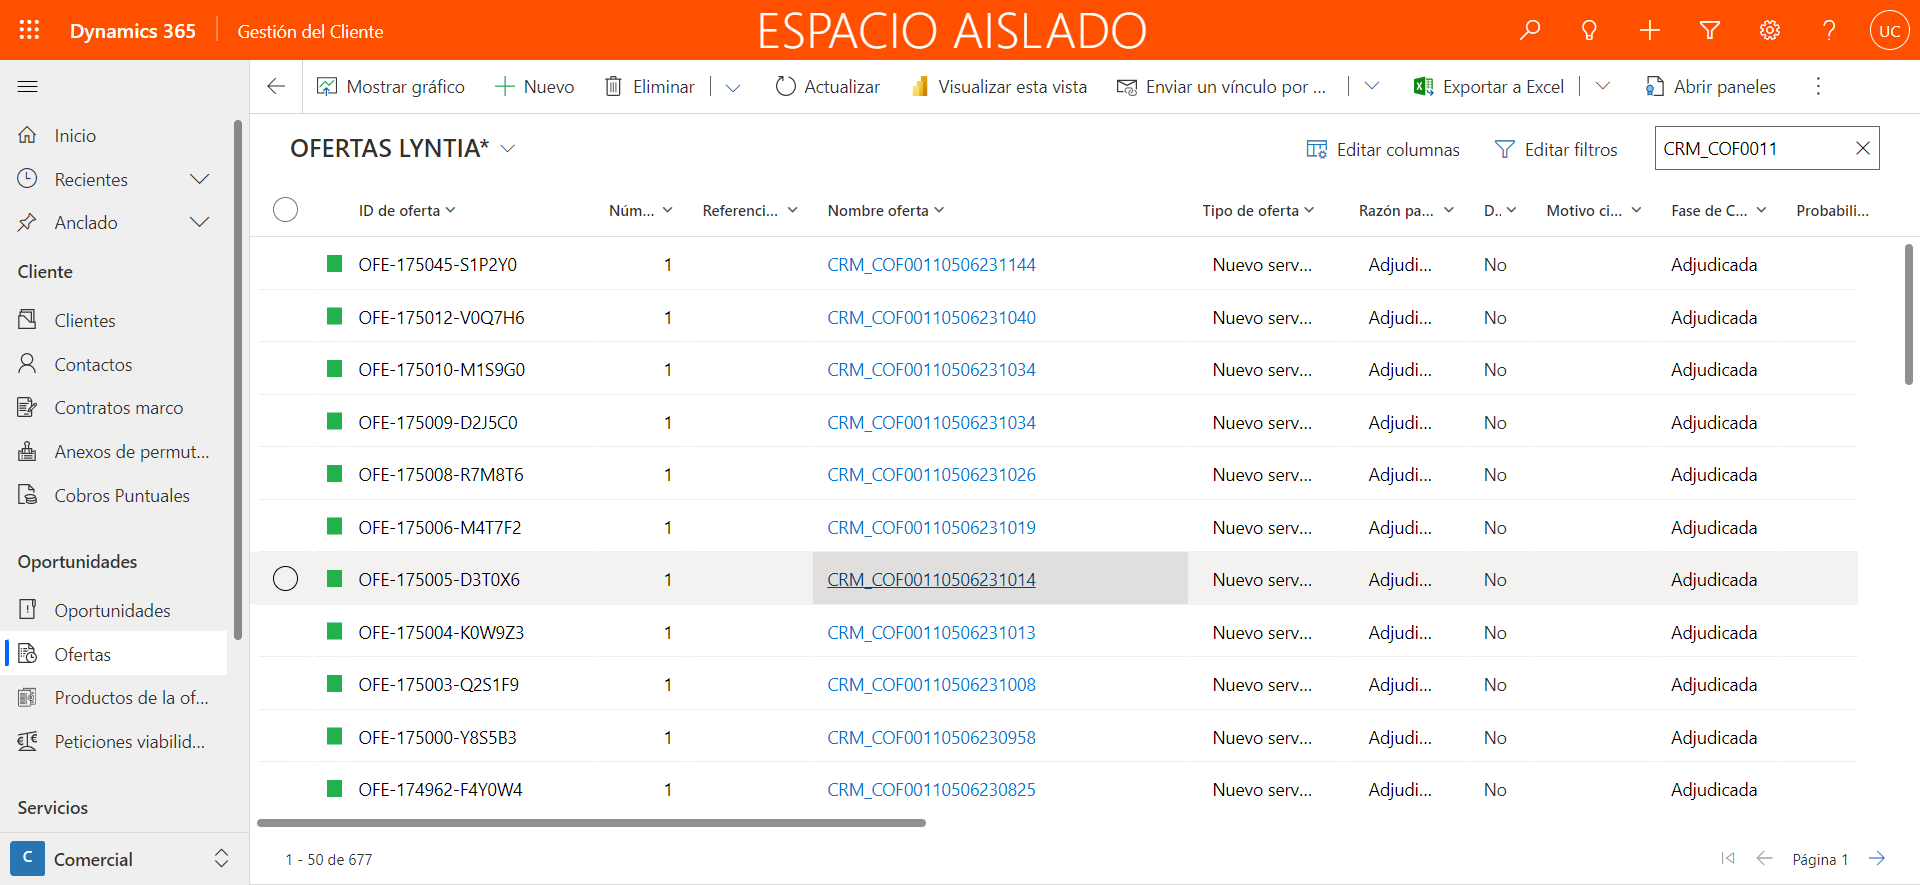 Dynamics 365
Gestión del Cliente
ESPACIO AISLADO
UC
Mostrar gráfico
Nuevo
Eliminar
Actualizar
Visualizar esta vista
Enviar un vínculo por ...
Exportar a Excel
Abrir paneles
Inicio
Recientes
Anclado
Cliente
Clientes
Contactos
Contratos marco
Anexos de permut...
Cobros Puntuales
Oportunidades
Oportunidades
Ofertas
Productos de la of...
Peticiones viabilid...
Servicios
C Comercial
OFERTAS LYNTIA*
Editar columnas
Editar filtros
CRM_COF0011
ID de oferta Núm... Referenci... Nombre oferta Tipo de oferta Razón pa... D.. Motivo ci... Fase de C... Probabili...
OFE-175045-S1P2Y0 1 CRM_COF00110506231144 Nuevo serv... Adjudi... No Adjudicada
OFE-175012-V0Q7H6 1 CRM_COF00110506231040 Nuevo serv... Adjudi... No Adjudicada
OFE-175010-M1S9G0 1 CRM_COF00110506231034 Nuevo serv... Adjudi... No Adjudicada
OFE-175009-D2J5C0 1 CRM_COF00110506231034 Nuevo serv... Adjudi... No Adjudicada
OFE-175008-R7M8T6 1 CRM_COF00110506231026 Nuevo serv... Adjudi... No Adjudicada
OFE-175006-M4T7F2 1 CRM_COF00110506231019 Nuevo serv... Adjudi... No Adjudicada
OFE-175005-D3T0X6 1 CRM_COF00110506231014 Nuevo serv... Adjudi... No Adjudicada
OFE-175004-K0W9Z3 1 CRM_COF00110506231013 Nuevo serv... Adjudi... No Adjudicada
OFE-175003-Q2S1F9 1 CRM_COF00110506231008 Nuevo serv... Adjudi... No Adjudicada
OFE-175000-Y8S5B3 1 CRM_COF00110506230958 Nuevo serv... Adjudi... No Adjudicada
OFE-174962-F4Y0W4 1 CRM_COF00110506230825 Nuevo serv... Adjudi... No Adjudicada
1 - 50 de 677
Página 1